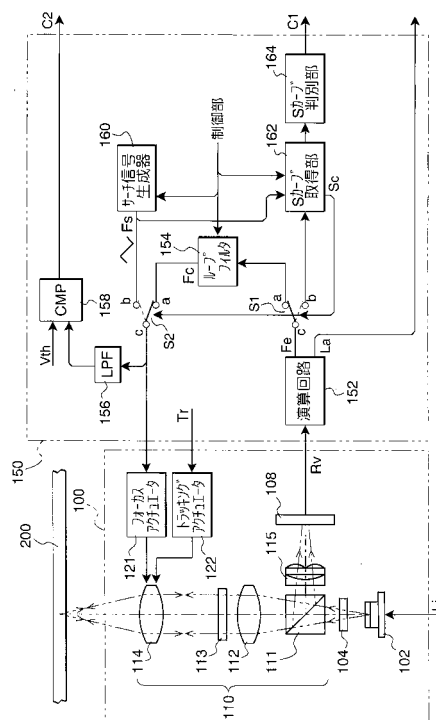 C2
C1
160
サーチ信号
生成器
制御部
164
Sカーブ
判別部
162
Sカーブ
取得部
Fs
Sc
CMP
158
Vth
LPF
156
b
a
c
S2
Fc
154
ループ
フィルタ
S1
a
b
c
Fe
La
演算回路
152
150
200
100
フォーカス
アクチュエータ
121
Tr
トラッキング
アクチュエータ
122
Rv
108
115
114
113
112
110
111
104
102